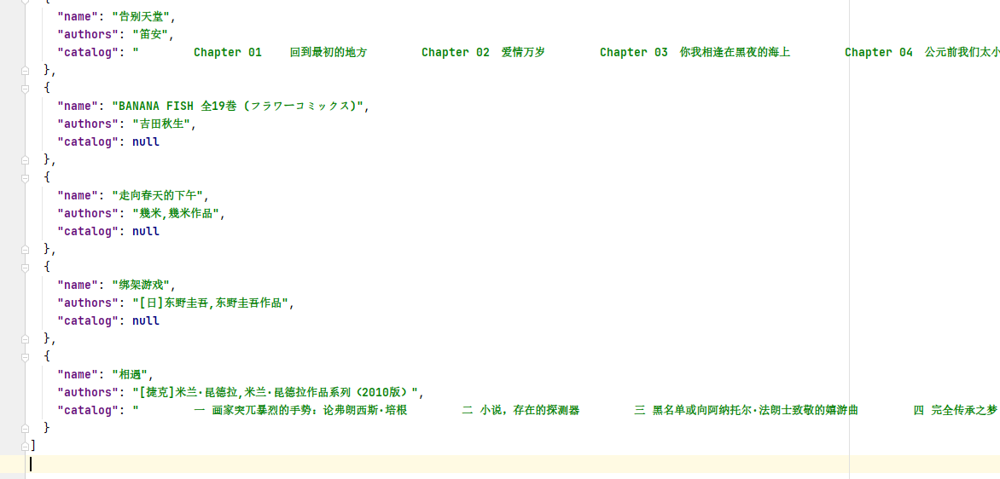 {
"name": "告别天堂",
"authors": "笛安",
"catalog": "        Chapter 01    回到最初的地方        Chapter 02  爱情万岁        Chapter 03  你我相逢在黑夜的海上        Chapter 04  公元前我们太小
},
{
"name": "BANANA FISH 全19巻 (フラワーコミックス)",
"authors": "吉田秋生",
"catalog": null
},
{
"name": "走向春天的下午",
"authors": "幾米,幾米作品",
"catalog": null
},
{
"name": "绑架游戏",
"authors": "[日]东野圭吾,东野圭吾作品",
"catalog": null
},
{
"name": "相遇",
"authors": "[捷克]米兰·昆德拉,米兰·昆德拉作品系列（2010版）",
"catalog": "        一 画家突兀暴烈的手势：论弗朗西斯·培根        二 小说，存在的探测器        三 黑名单或向阿纳托尔·法朗士致敬的嬉游曲        四 完全传承之梦
}
]